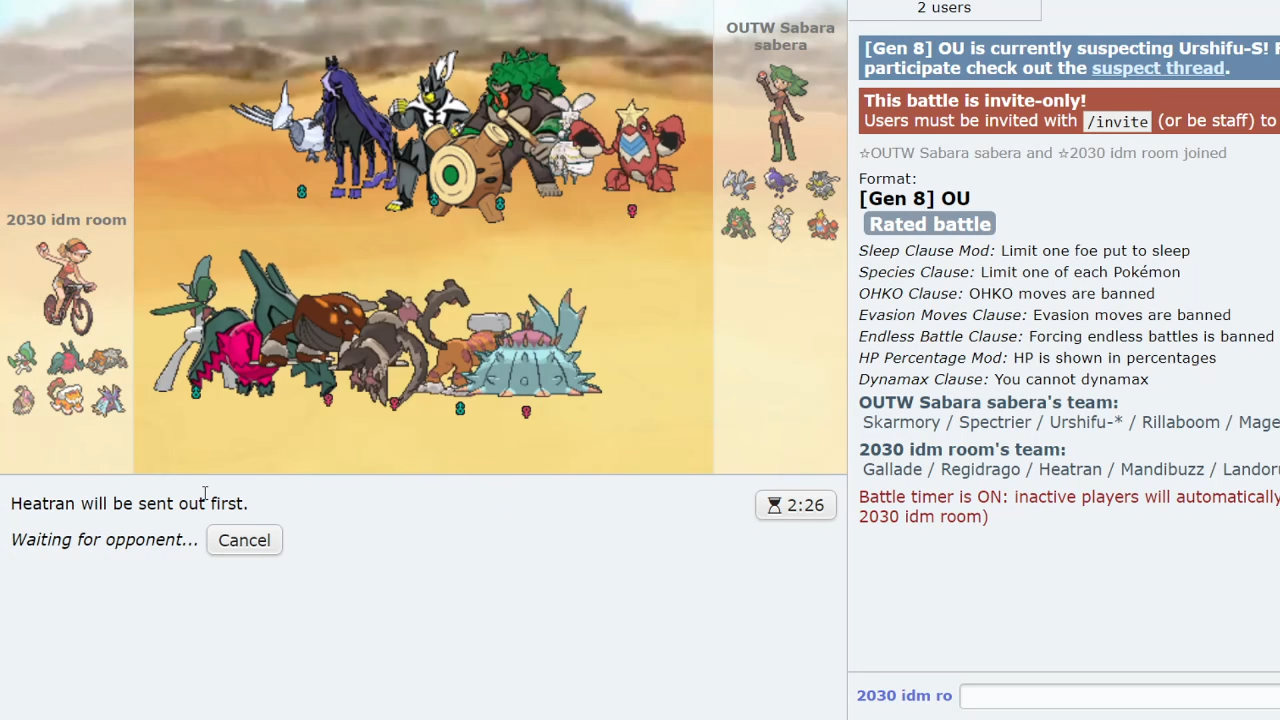 OUTW Sabara
sabera
2030 idm room
Heatran will be sent out first.
2:26
Waiting for opponent... Cancel
2 users
[Gen 8] OU is currently suspecting Urshifu-S!
participate check out the suspect thread.
This battle is invite-only!
Users must be invited with /invite (or be staff) to
☆OUTW Sabara sabera and ☆2030 idm room joined
Format:
[Gen 8] OU
Rated battle
Sleep Clause Mod: Limit one foe put to sleep
Species Clause: Limit one of each Pokémon
OHKO Clause: OHKO moves are banned
Evasion Moves Clause: Evasion moves are banned
Endless Battle Clause: Forcing endless battles is banned
HP Percentage Mod: HP is shown in percentages
Dynamax Clause: You cannot dynamax
OUTW Sabara sabera's team:
Skarmory / Spectrier / Urshifu-* / Rillaboom / Mage
2030 idm room's team:
Gallade / Regidrago / Heatran / Mandibuzz / Landoru
Battle timer is ON: inactive players will automatically
2030 idm room)
2030 idm ro